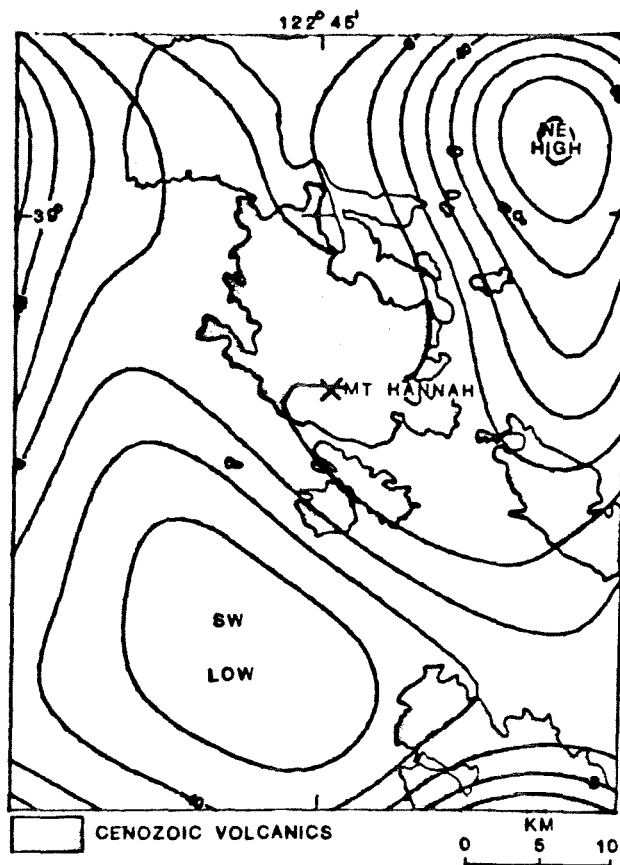 122° 45'
NE
HIGH
39°
MT HANNAH
SW
LOW
CENOZOIC VOLCANICS
KM
0 5 10